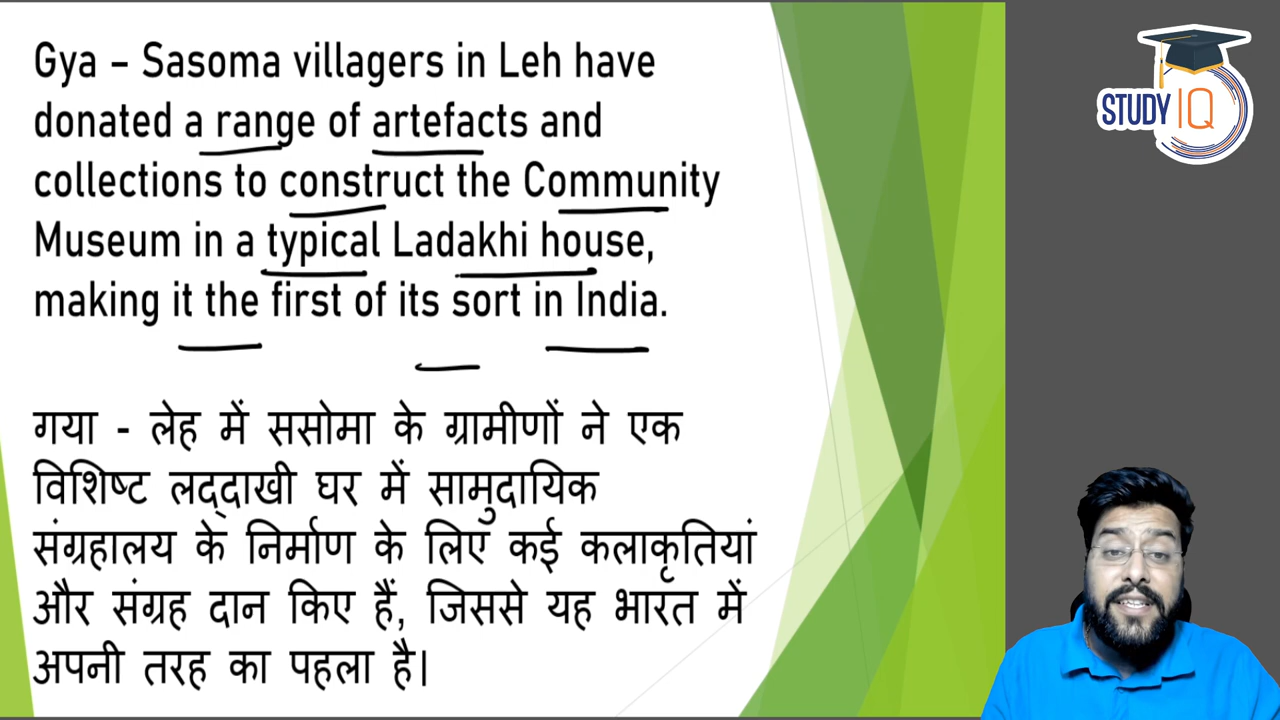 Gya – Sasoma villagers in Leh have
donated a range of artefacts and
collections to construct the Community
Museum in a typical Ladakhi house,
making it the first of its sort in India.
गया - लेह में ससोमा के ग्रामीणों ने एक
विशिष्ट लद्दाखी घर में सामुदायिक
संग्रहालय के निर्माण के लिए कई कलाकृतियां
और संग्रह दान किए हैं, जिससे यह भारत में
अपनी तरह का पहला है।
STUDY IQ